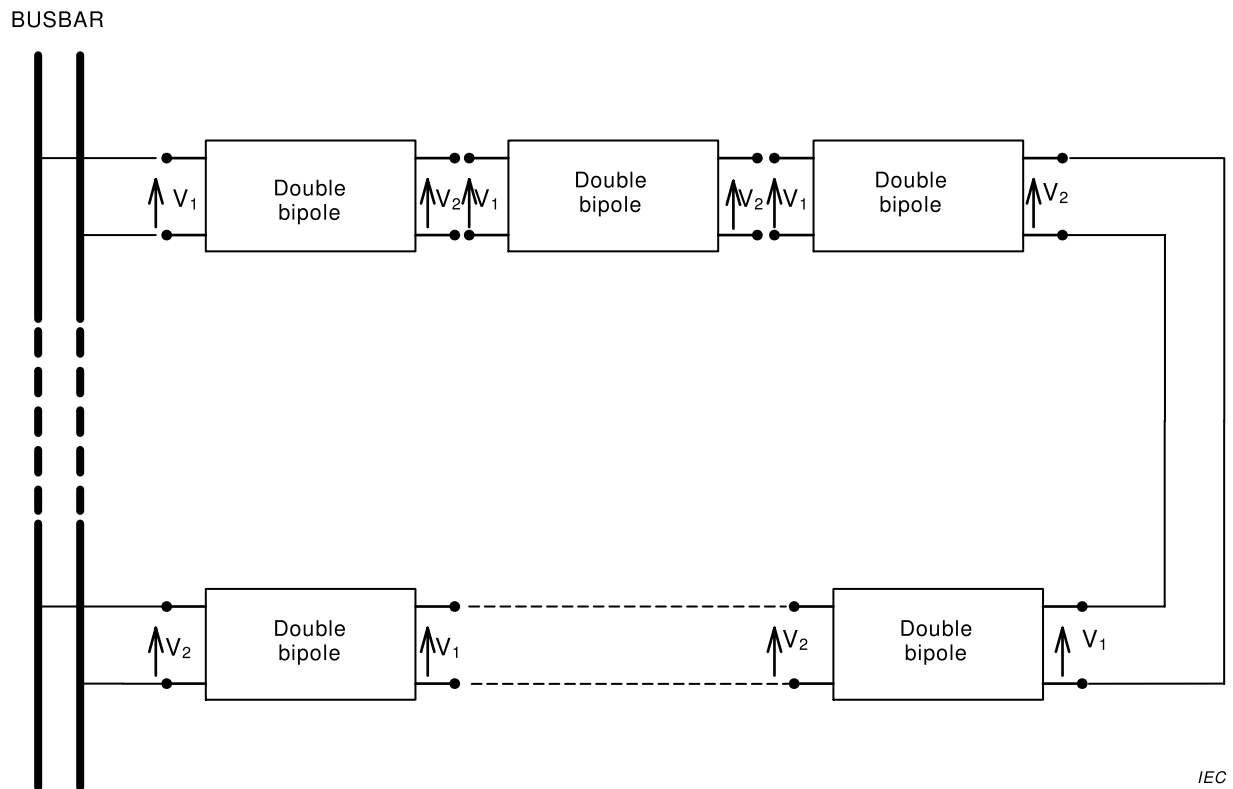 BUSBAR
V₁
Double
bipole
V₂
V₁
Double
bipole
V₂
V₁
Double
bipole
V₂
V₂
Double
bipole
V₁
V₂
Double
bipole
V₁
IEC